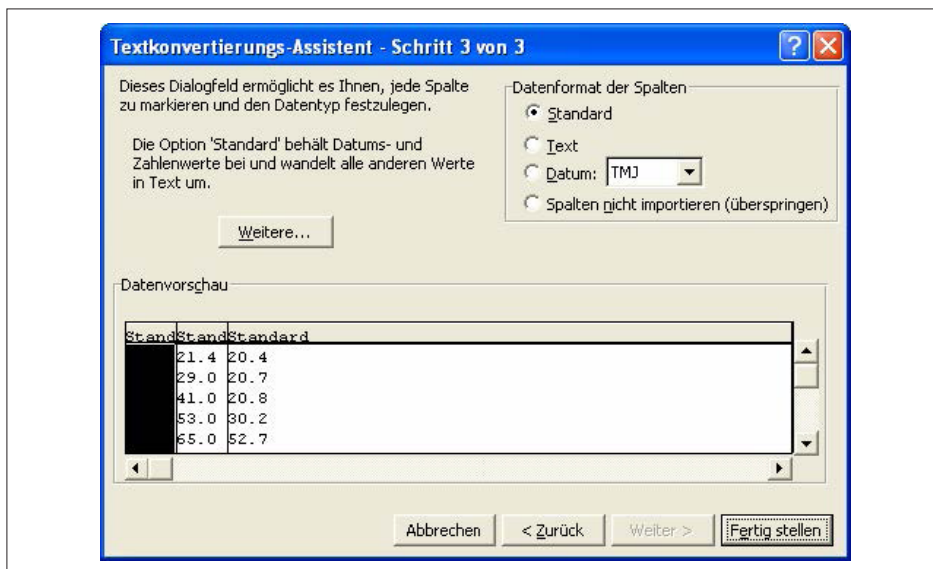 Textkonvertierungs-Assistent - Schritt 3 von 3
Dieses Dialogfeld ermöglicht es Ihnen, jede Spalte
zu markieren und den Datentyp festzulegen.
Die Option 'Standard' behält Datums- und
Zahlenwerte bei und wandelt alle anderen Werte
in Text um.
Weitere...
Datenformat der Spalten
Standard
Text
Datum: TMJ
Spalten nicht importieren (überspringen)
Datenvorschau
Stand Stand Standard
21.4 20.4
29.0 20.7
41.0 20.8
53.0 30.2
65.0 52.7
Abbrechen < Zurück Weiter > Fertig stellen